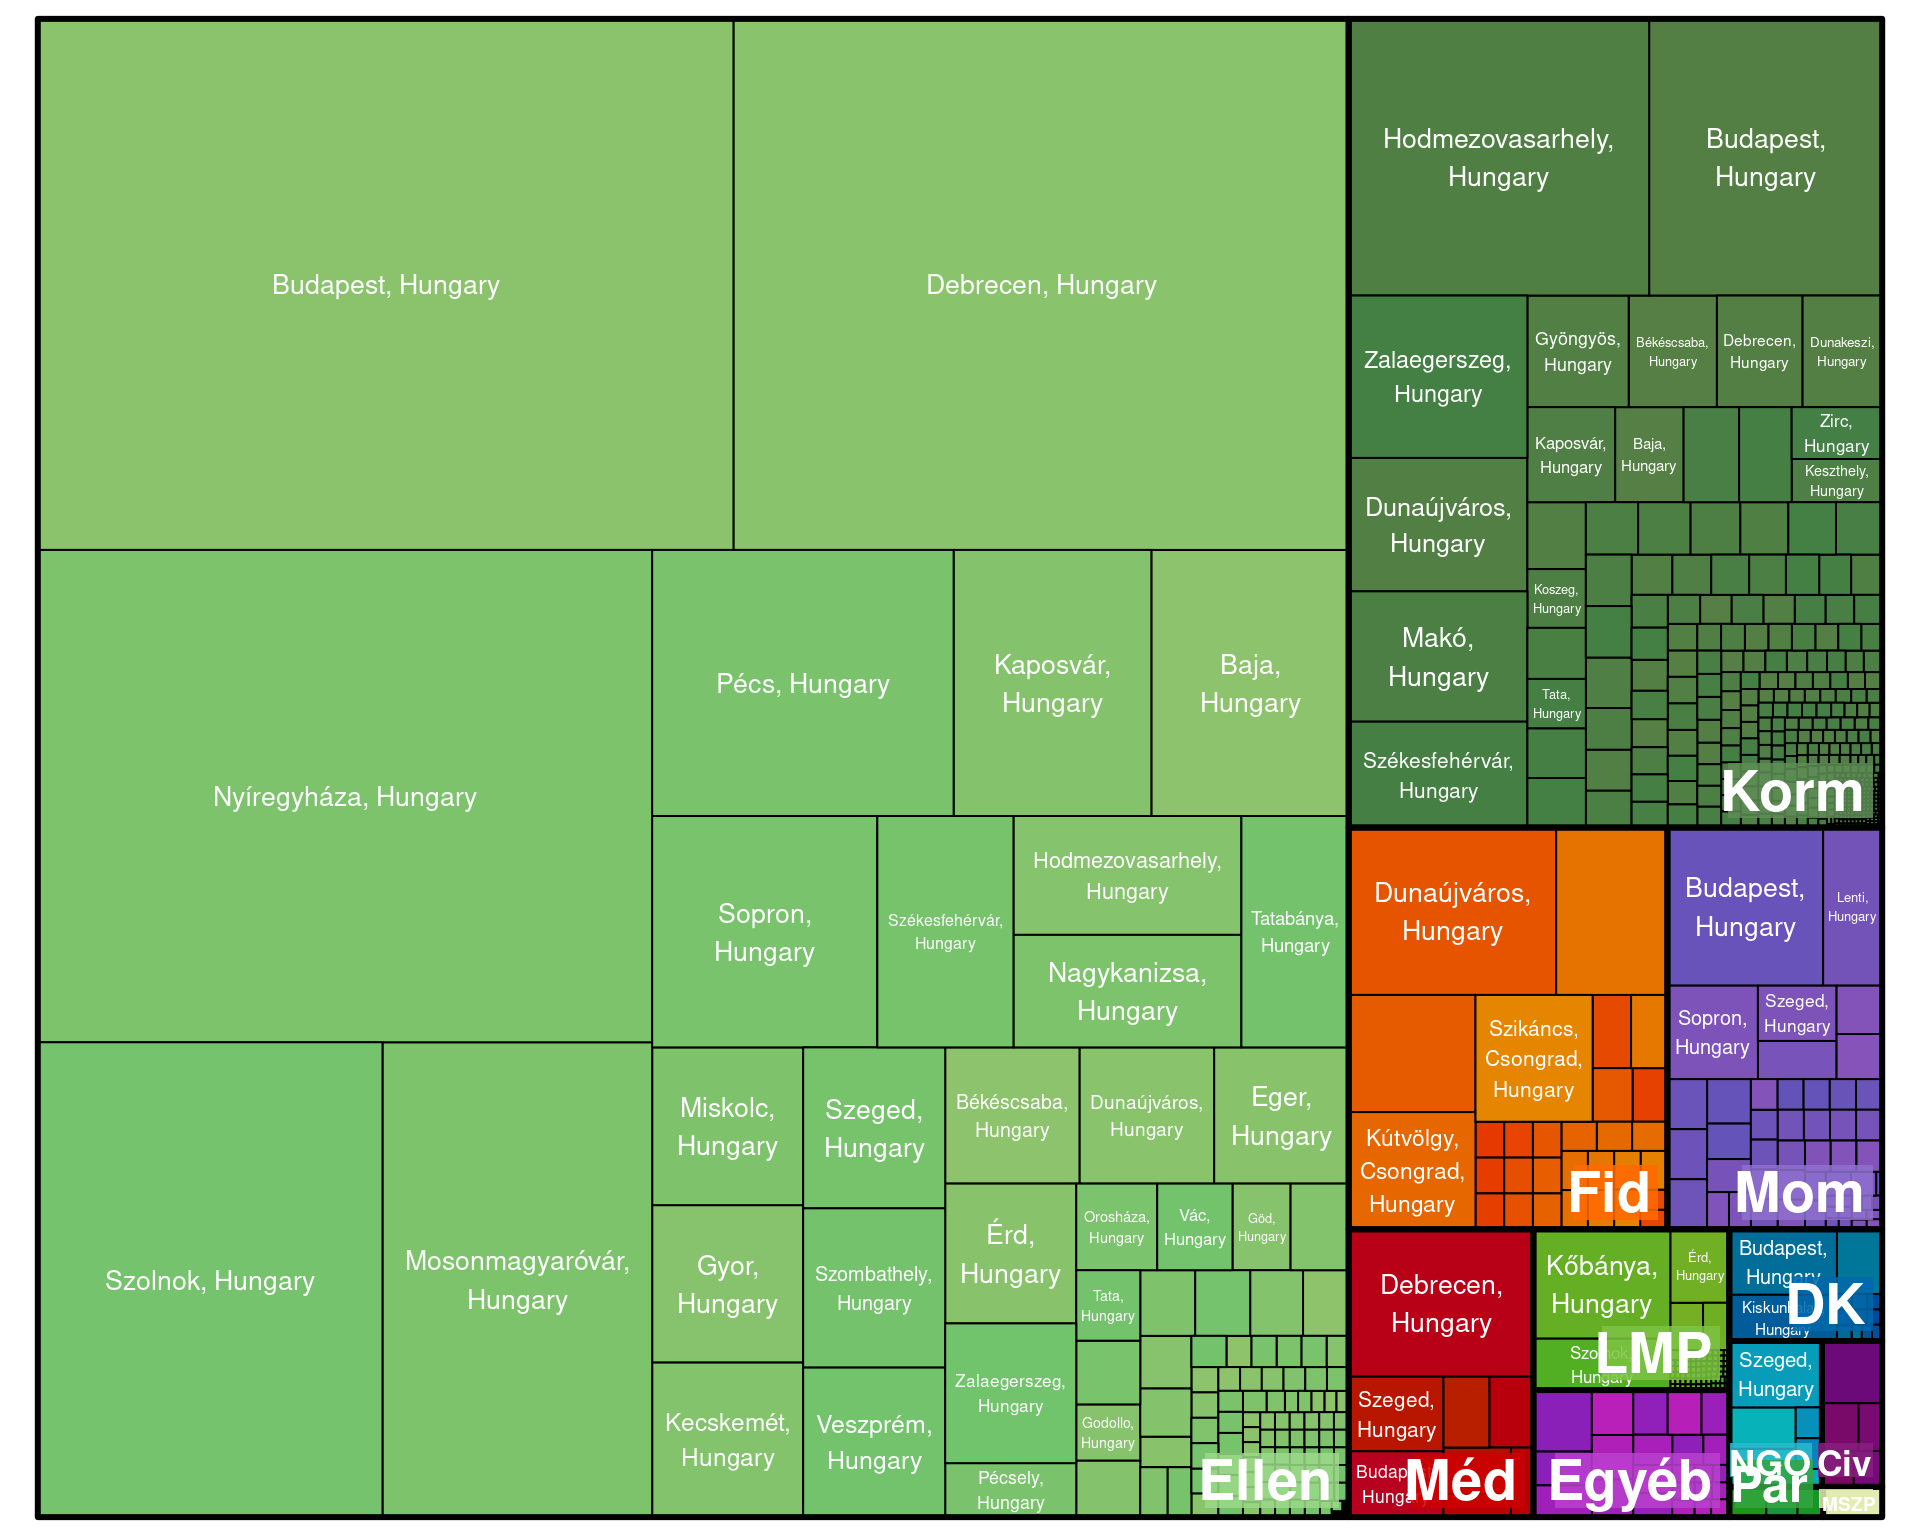 Budapest, Hungary
Debrecen, Hungary
Nyíregyháza, Hungary
Pécs, Hungary
Kaposvár,
Hungary
Baja,
Hungary
Sopron,
Hungary
Székesfehérvár,
Hungary
Hodmezovasarhely,
Hungary
Nagykanizsa,
Hungary
Tatabánya,
Hungary
Szolnok, Hungary
Mosonmagyaróvár,
Hungary
Miskolc,
Hungary
Szeged,
Hungary
Békéscsaba,
Hungary
Dunaújváros,
Hungary
Eger,
Hungary
Gyor,
Hungary
Szombathely,
Hungary
Érd,
Hungary
Orosháza,
Hungary
Vác,
Hungary
Göd,
Hungary
Tata,
Hungary
Kecskemét,
Hungary
Veszprém,
Hungary
Zalaegerszeg,
Hungary
Godollo,
Hungary
Pécsely,
Hungary
Ellen
Hodmezovasarhely,
Hungary
Budapest,
Hungary
Zalaegerszeg,
Hungary
Gyöngyös,
Hungary
Békéscsaba,
Hungary
Debrecen,
Hungary
Dunakeszi,
Hungary
Kaposvár,
Hungary
Baja,
Hungary
Zirc,
Hungary
Keszthely,
Hungary
Dunaújváros,
Hungary
Koszeg,
Hungary
Makó,
Hungary
Tata,
Hungary
Székesfehérvár,
Hungary
Korm
Dunaújváros,
Hungary
Szikáncs,
Csongrad,
Hungary
Kútvölgy,
Csongrad,
Hungary
Fid
Budapest,
Hungary
Lenti,
Hungary
Sopron,
Hungary
Szeged,
Hungary
Mom
Debrecen,
Hungary
Szeged,
Hungary
Budap
Hunga
Méd
Kőbánya,
Hungary
Érd,
Hungary
Hungary
LMP
Egyéb
Budapest,
Hungary
Hungary
DK
Szeged,
Hungary
NGO
Civ
Par
MSZP